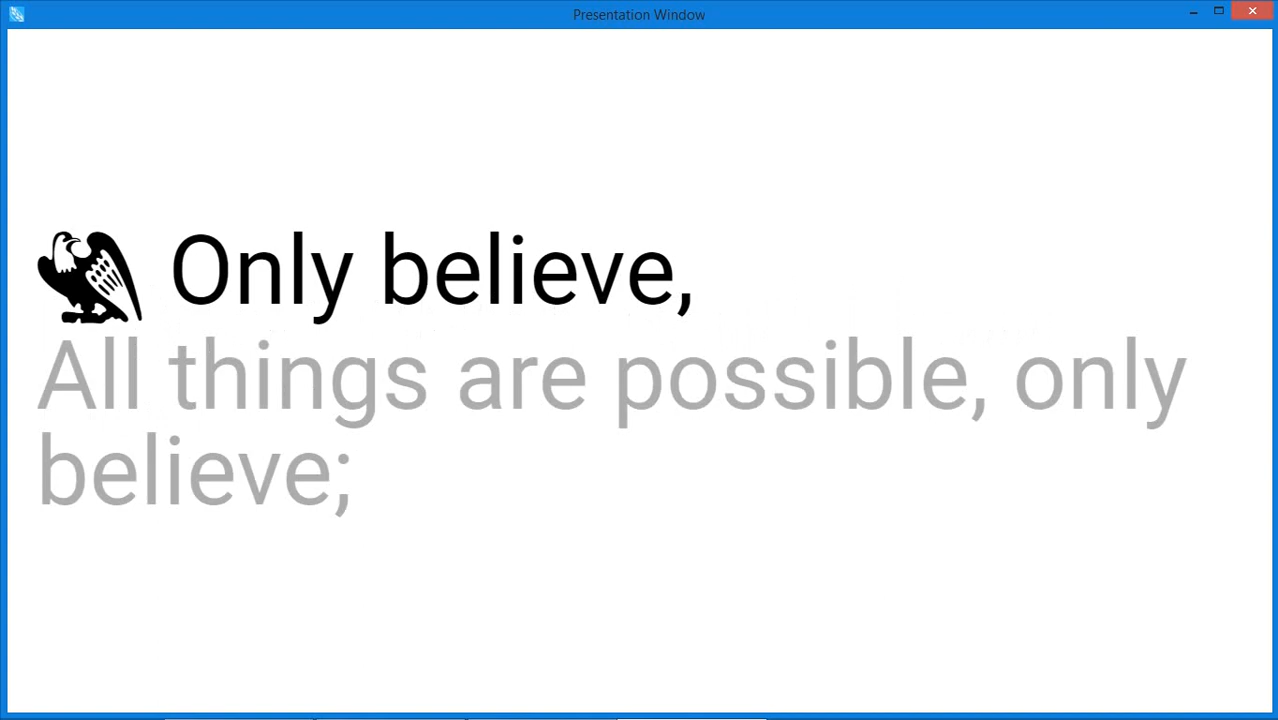 Presentation Window
Only believe,
All things are possible, only
believe;